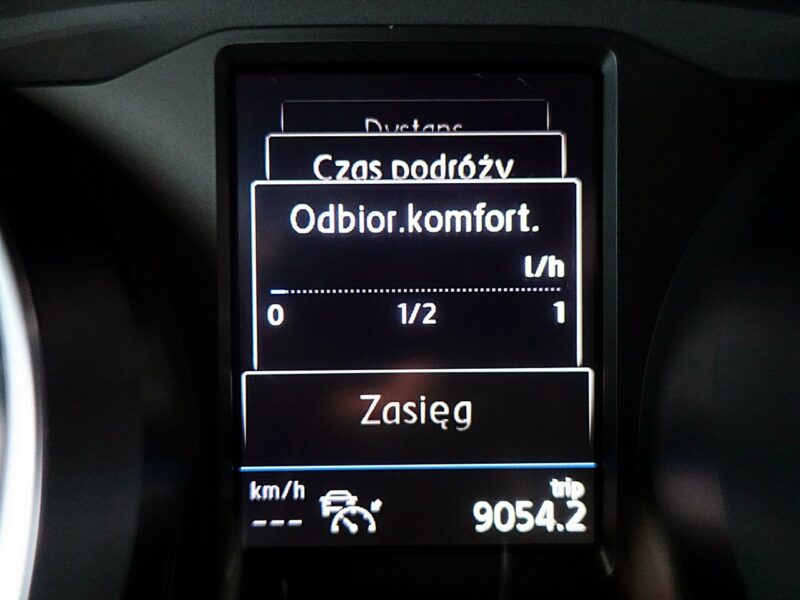 Dystans
Czas podróży
Odbior.komfort.
l/h
0 1/2 1
Zasięg
km/h trip
--- 9054.2